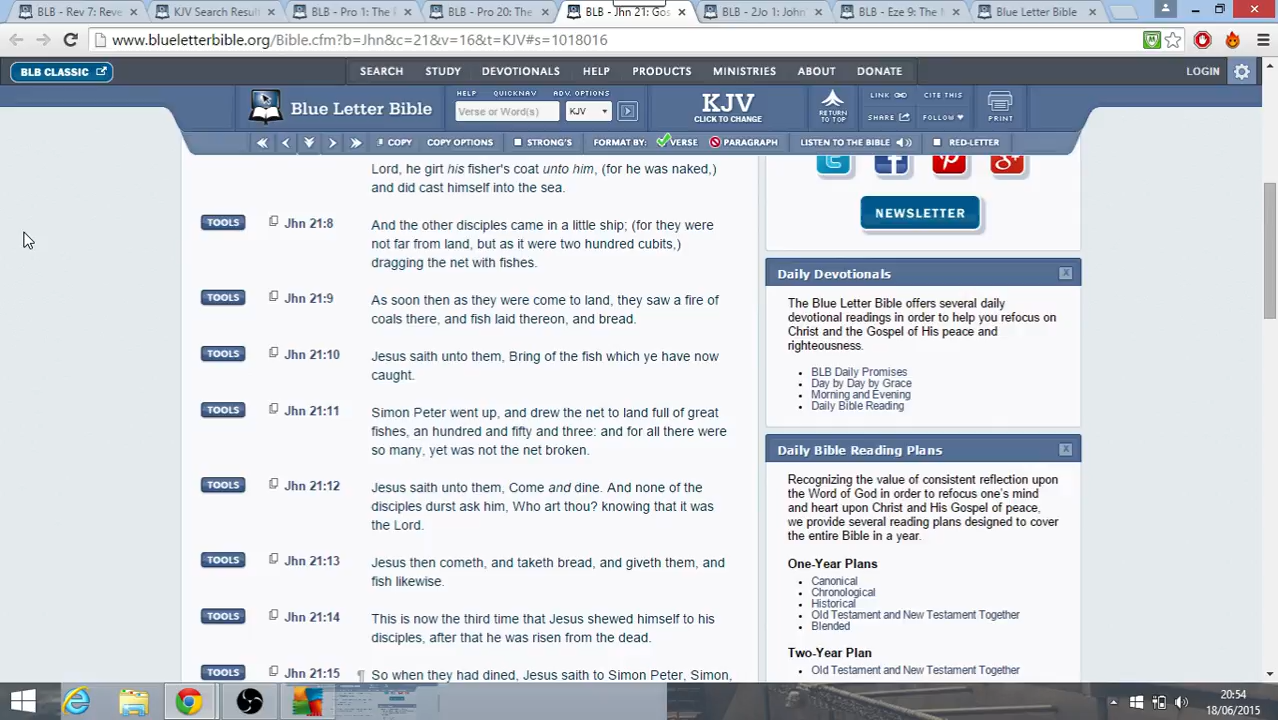 BLB - Rev 7: Reve
KJV Search Result
BLB - Pro 1: The
BLB - Pro 20: The
BLB - Jhn 21: Gos
BLB - 2Jo 1: John
BLB - Eze 9: The
Blue Letter Bible
www.blueletterbible.org/Bible.cfm?b=Jhn&c=21&v=16&t=KJV#s=1018016
BLB CLASSIC
SEARCH STUDY DEVOTIONALS HELP PRODUCTS MINISTRIES ABOUT DONATE
LOGIN
Blue Letter Bible
HELP QUICKNAV ADV. OPTIONS
Verse or Word(s) KJV
KJV
CLICK TO CHANGE
RETURN
TO TOP
LINK CITE THIS
SHARE FOLLOW
PRINT
COPY COPY OPTIONS STRONG'S FORMAT BY: VERSE PARAGRAPH LISTEN TO THE BIBLE RED-LETTER
Lord, he girt his fisher's coat unto him, (for he was naked,)
and did cast himself into the sea.
TOOLS Jhn 21:8 And the other disciples came in a little ship; (for they were
not far from land, but as it were two hundred cubits,)
dragging the net with fishes.
TOOLS Jhn 21:9 As soon then as they were come to land, they saw a fire of
coals there, and fish laid thereon, and bread.
TOOLS Jhn 21:10 Jesus saith unto them, Bring of the fish which ye have now
caught.
TOOLS Jhn 21:11 Simon Peter went up, and drew the net to land full of great
fishes, an hundred and fifty and three: and for all there were
so many, yet was not the net broken.
TOOLS Jhn 21:12 Jesus saith unto them, Come and dine. And none of the
disciples durst ask him, Who art thou? knowing that it was
the Lord.
TOOLS Jhn 21:13 Jesus then cometh, and taketh bread, and giveth them, and
fish likewise.
TOOLS Jhn 21:14 This is now the third time that Jesus shewed himself to his
disciples, after that he was risen from the dead.
TOOLS Jhn 21:15 ¶ So when they had dined, Jesus saith to Simon Peter, Simon,
NEWSLETTER
Daily Devotionals
The Blue Letter Bible offers several daily
devotional readings in order to help you refocus on
Christ and the Gospel of His peace and
righteousness.
BLB Daily Promises
Day by Day by Grace
Morning and Evening
Daily Bible Reading
Daily Bible Reading Plans
Recognizing the value of consistent reflection upon
the Word of God in order to refocus one's mind
and heart upon Christ and His Gospel of peace,
we provide several reading plans designed to cover
the entire Bible in a year.
One-Year Plans
Canonical
Chronological
Historical
Old Testament and New Testament Together
Blended
Two-Year Plan
Old Testament and New Testament Together
20:54
18/06/2015